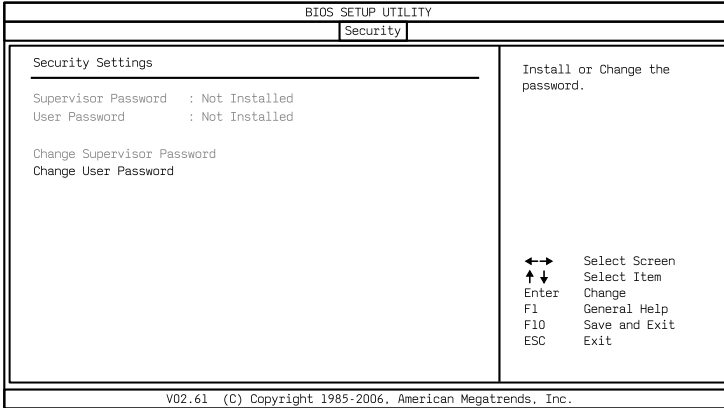 BIOS SETUP UTILITY
Security
Security Settings
Supervisor Password : Not Installed
User Password : Not Installed
Change Supervisor Password
Change User Password
Install or Change the
password.
←→ Select Screen
↑↓ Select Item
Enter Change
F1 General Help
F10 Save and Exit
ESC Exit
V02.61 (C) Copyright 1985-2006, American Megatrends, Inc.